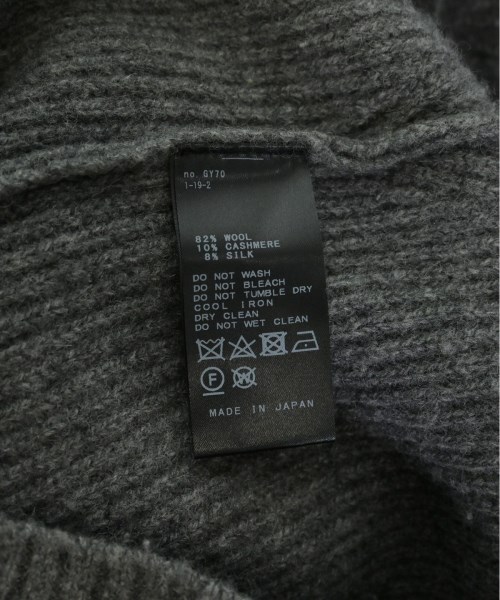 no. GY70
1-19-2
82% WOOL
10% CASHMERE
8% SILK
DO NOT WASH
DO NOT BLEACH
DO NOT TUMBLE DRY
COOL IRON
DRY CLEAN
DO NOT WET CLEAN
F W
MADE IN JAPAN